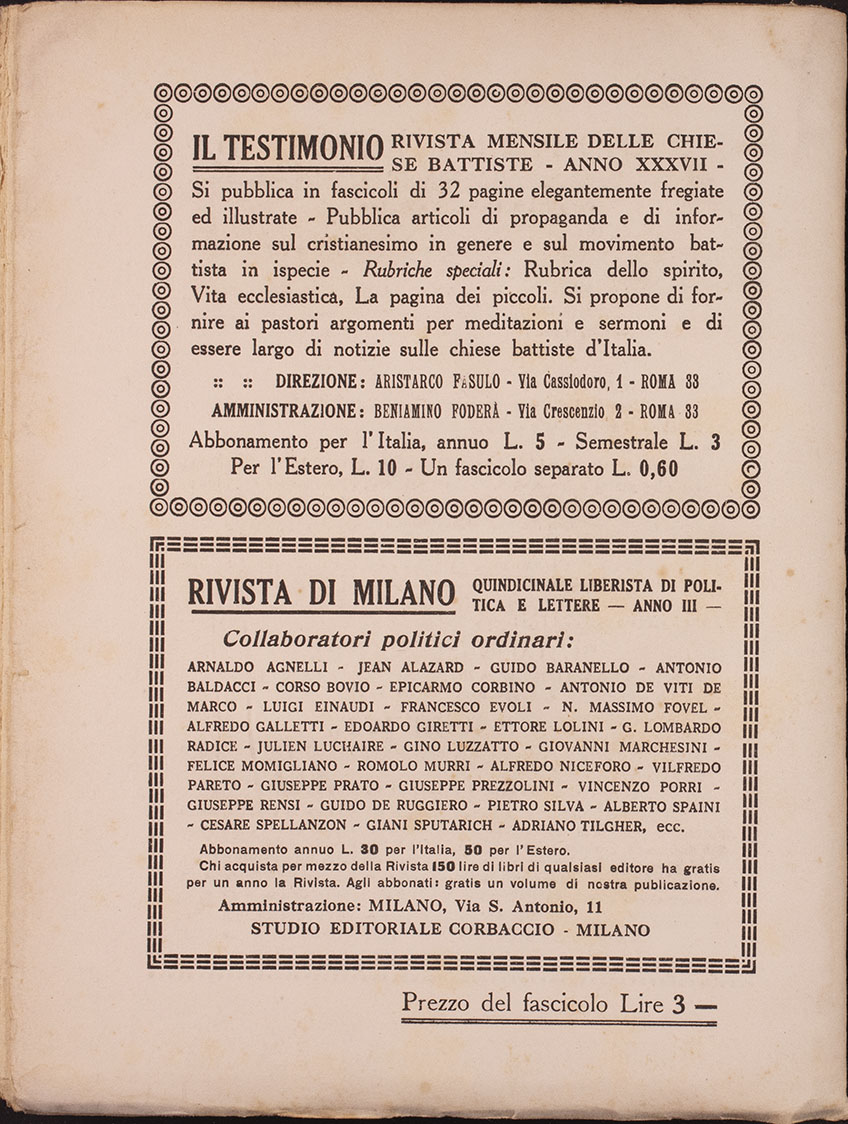 IL TESTIMONIO RIVISTA MENSILE DELLE CHIE-
SE BATTISTE - ANNO XXXVII -
Si pubblica in fascicoli di 32 pagine elegantemente fregiate
ed illustrate - Pubblica articoli di propaganda e di infor-
mazione sul cristianesimo in genere e sul movimento bat-
tista in ispecie - Rubriche speciali: Rubrica dello spirito,
Vita ecclesiastica, La pagina dei piccoli. Si propone di for-
nire ai pastori argomenti per meditazioni e sermoni e di
essere largo di notizie sulle chiese battiste d'Italia.
:: :: DIREZIONE: ARISTARCO FASULO - Via Cassiodoro, 1 - ROMA 33
AMMINISTRAZIONE: BENIAMINO FODERÀ - Via Crescenzio 2 - ROMA 33
Abbonamento per l'Italia, annuo L. 5 - Semestrale L. 3
Per l'Estero, L. 10 - Un fascicolo separato L. 0,60
RIVISTA DI MILANO QUINDICINALE LIBERISTA DI POLI-
TICA E LETTERE — ANNO III —
Collaboratori politici ordinari:
ARNALDO AGNELLI - JEAN ALAZARD - GUIDO BARANELLO - ANTONIO
BALDACCI - CORSO BOVIO - EPICARMO CORBINO - ANTONIO DE VITI DE
MARCO - LUIGI EINAUDI - FRANCESCO EVOLI - N. MASSIMO FOVEL -
ALFREDO GALLETTI - EDOARDO GIRETTI - ETTORE LOLINI - G. LOMBARDO
RADICE - JULIEN LUCHAIRE - GINO LUZZATTO - GIOVANNI MARCHESINI -
FELICE MOMIGLIANO - ROMOLO MURRI - ALFREDO NICEFORO - VILFREDO
PARETO - GIUSEPPE PRATO - GIUSEPPE PREZZOLINI - VINCENZO PORRI -
GIUSEPPE RENSI - GUIDO DE RUGGIERO - PIETRO SILVA - ALBERTO SPAINI
- CESARE SPELLANZON - GIANI SPUTARICH - ADRIANO TILGHER, ecc.
Abbonamento annuo L. 30 per l'Italia, 50 per l'Estero.
Chi acquista per mezzo della Rivista 150 lire di libri di qualsiasi editore ha gratis
per un anno la Rivista. Agli abbonati: gratis un volume di nostra publicazione.
Amministrazione: MILANO, Via S. Antonio, 11
STUDIO EDITORIALE CORBACCIO - MILANO
Prezzo del fascicolo Lire 3 —